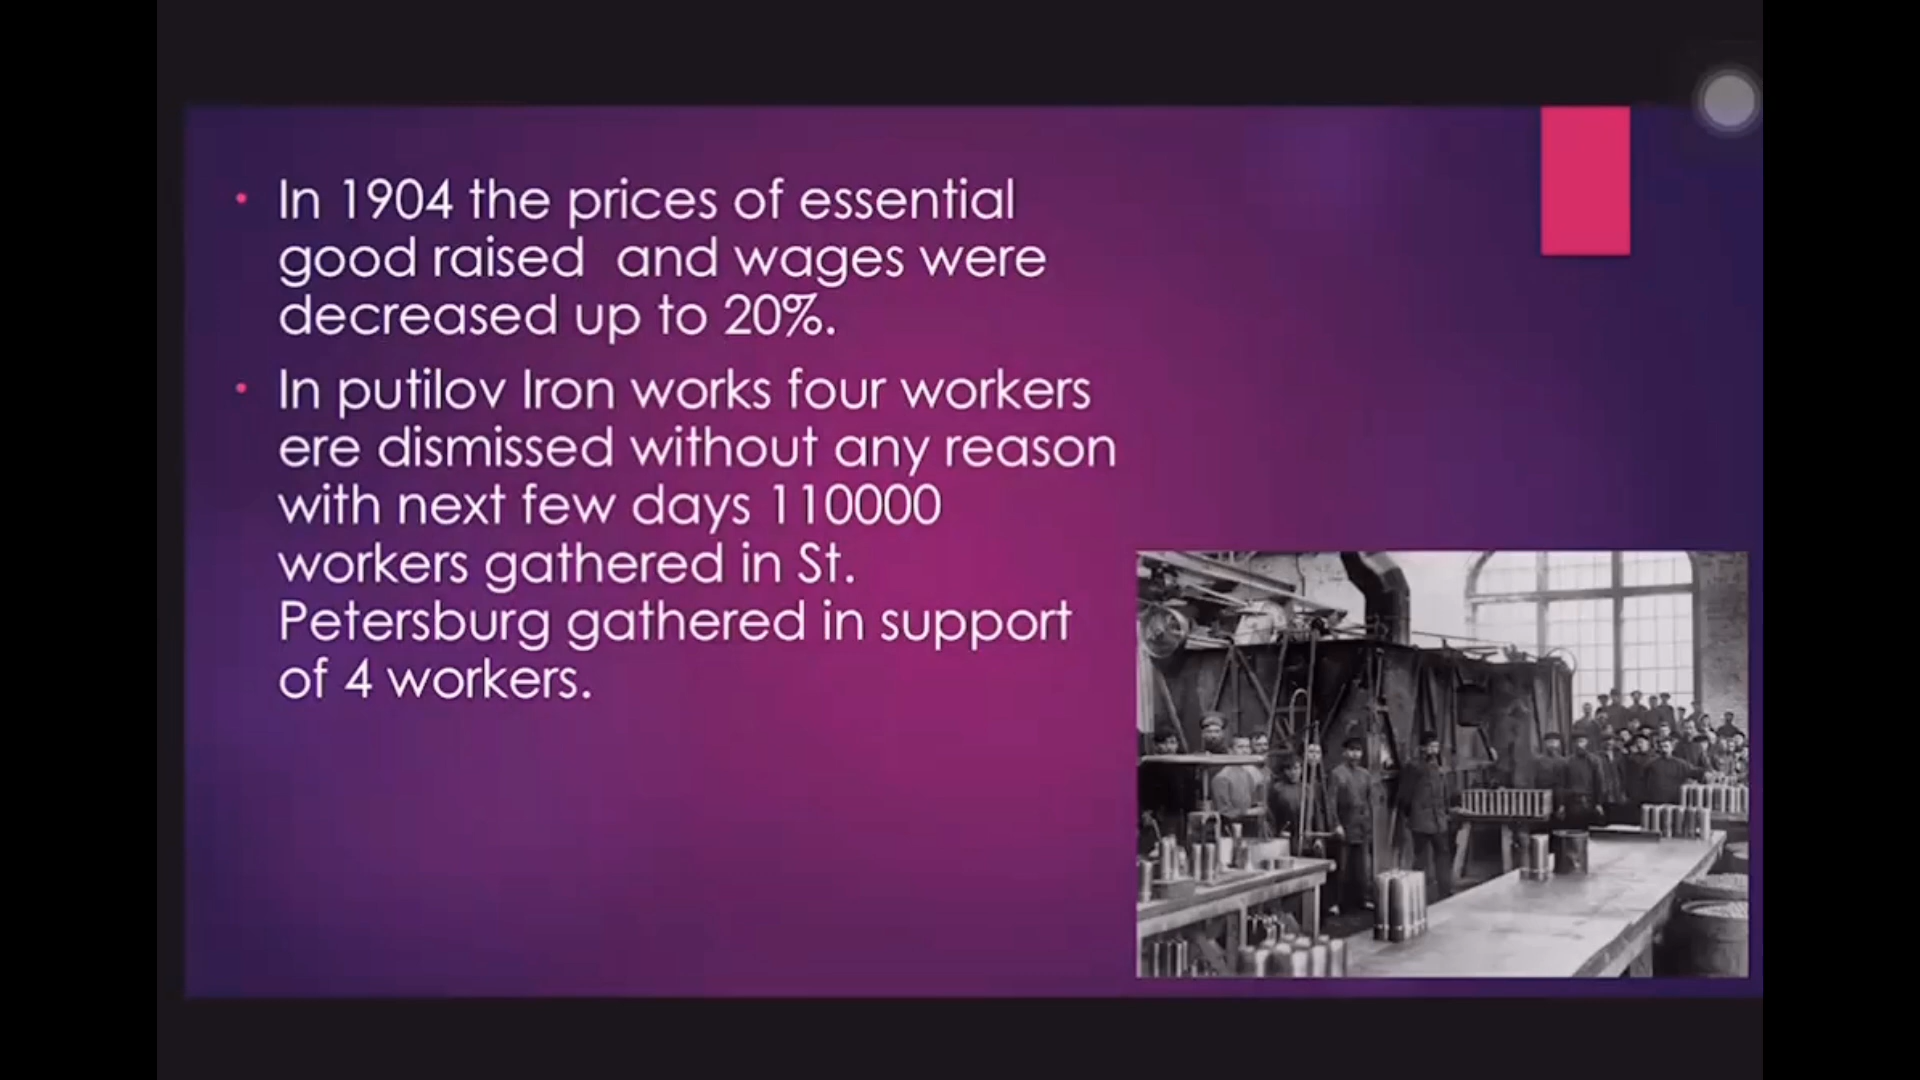 • In 1904 the prices of essential
good raised  and wages were
decreased up to 20%.
• In putilov Iron works four workers
ere dismissed without any reason
with next few days 110000
workers gathered in St.
Petersburg gathered in support
of 4 workers.